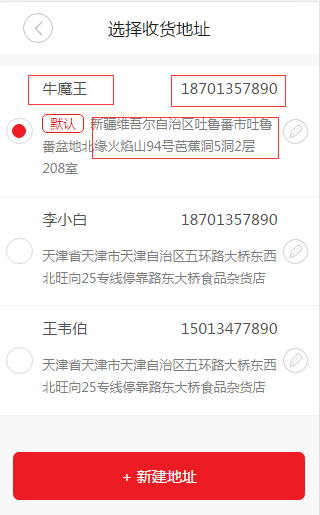 选择收货地址
牛魔王 18701357890
默认 新疆维吾尔自治区吐鲁番市吐鲁
番盆地北缘火焰山94号芭蕉洞5洞2层
208室
李小白 18701357890
天津省天津市天津自治区五环路大桥东西
北旺向25专线停靠路东大桥食品杂货店
王韦伯 15013477890
天津省天津市天津自治区五环路大桥东西
北旺向25专线停靠路东大桥食品杂货店
+ 新建地址